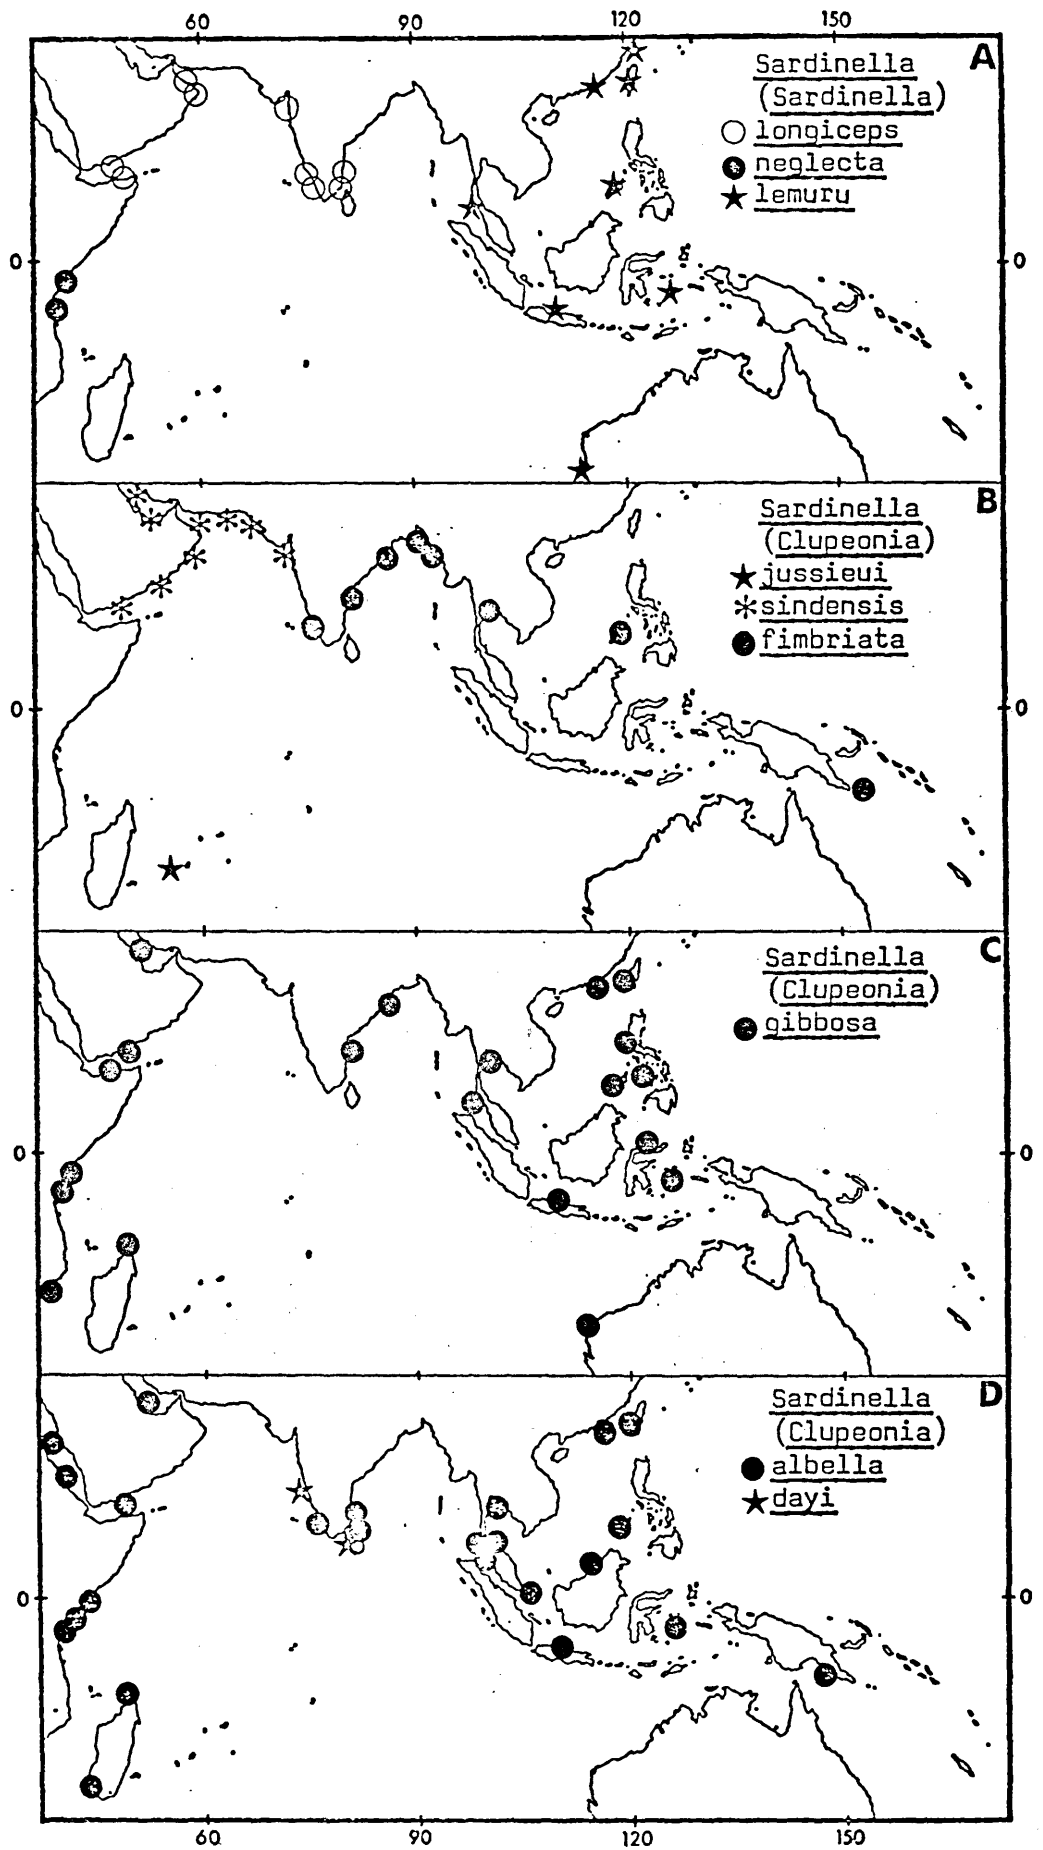 60 90 120 150
A
Sardinella
(Sardinella)
longiceps
neglecta
lemuru
0 0
B
Sardinella
(Clupeonia)
jussieui
sindensis
fimbriata
0 0
C
Sardinella
(Clupeonia)
gibbosa
0 0
D
Sardinella
(Clupeonia)
albella
dayi
0 0
60 90 120 150